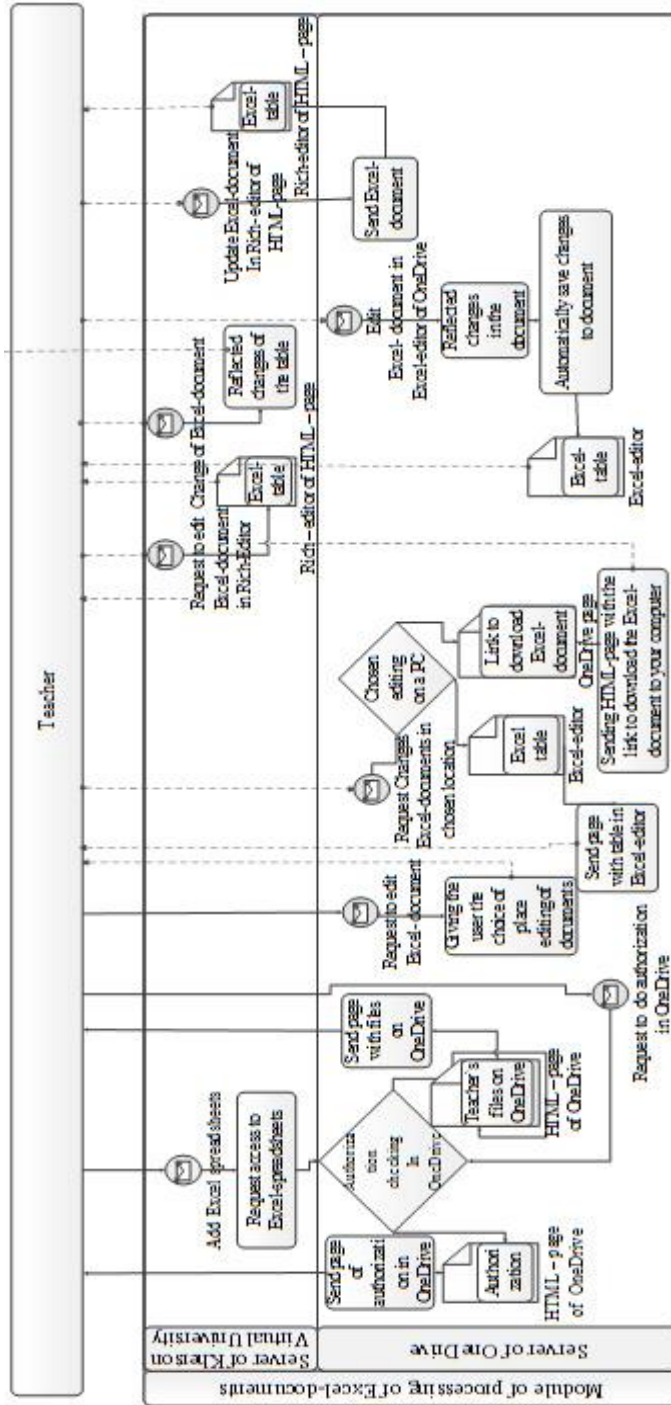 Teacher
Module of processing of Excel-documents
Server of Kherson
Virtual University
Server of OneDrive
Add Excel spreadsheets
Request access to
Excel-spreadsheets
Send page
of
authorizati
on in
OneDrive
Authori
zation
HTML – page
of OneDrive
Authoriza
tion
checking
In
OneDrive
Send page
with files
on
OneDrive
Teacher's
files on
OneDrive
HTML – page
of OneDrive
Request to do authorization
in OneDrive
Request to edit
Excel- document
Giving the
user the
choice of
place
editing of
documents
Send page
with table in
Excel-editor
Request Changes
Excel-documents in
chosen location
Chosen
editing
on a PC
Excel
table
Excel-editor
Link to
download
Excel-
document
OneDrive page
Sending HTML-page with the
link to download the Excel-
document to your computer
Request to edit
Excel-document
in Rich-Editor
Excel-
table
Rich – editor of HTML – page
Change of Excel-document
Reflected
changes of
the table
Edit
Excel- document in
Excel-editor of OneDrive
Reflected
changes
in the
document
Automatically save changes
to document
Excel-
table
Excel-editor
Update Excel-document
In Rich- editor of
HTML-page
Send Excel-
document
Excel-
table
Rich-editor of HTML – page